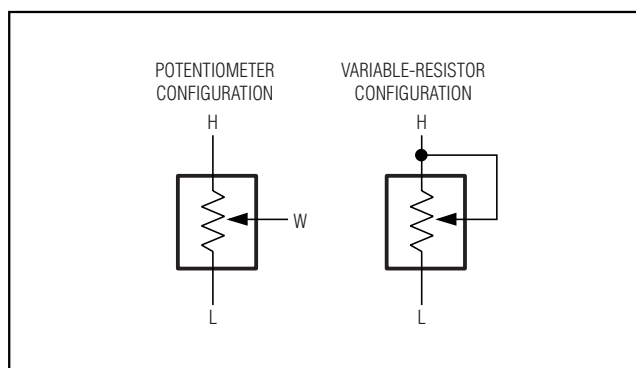 POTENTIOMETER
CONFIGURATION
H
W
L
VARIABLE-RESISTOR
CONFIGURATION
H
L